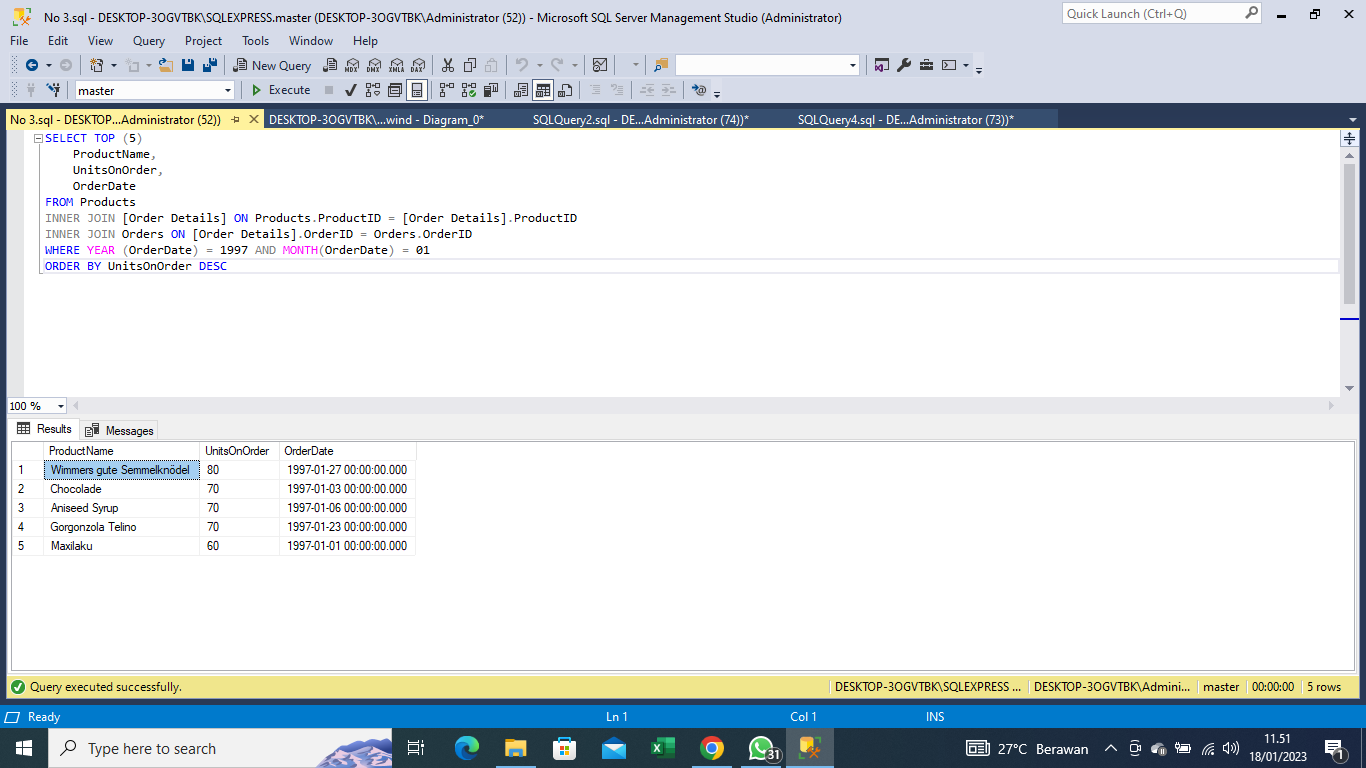 No 3.sql - DESKTOP-3OGVTBK\SQLEXPRESS.master (DESKTOP-3OGVTBK\Administrator (52)) - Microsoft SQL Server Management Studio (Administrator)
Quick Launch (Ctrl+Q)
File Edit View Query Project Tools Window Help
New Query MDX DMX XMLA DAX
master Execute
No 3.sql - DESKTOP...Administrator (52)) DESKTOP-3OGVTBK\...wind - Diagram_0* SQLQuery2.sql - DE...Administrator (74))* SQLQuery4.sql - DE...Administrator (73))*
SELECT TOP (5)
ProductName,
UnitsOnOrder,
OrderDate
FROM Products
INNER JOIN [Order Details] ON Products.ProductID = [Order Details].ProductID
INNER JOIN Orders ON [Order Details].OrderID = Orders.OrderID
WHERE YEAR (OrderDate) = 1997 AND MONTH(OrderDate) = 01
ORDER BY UnitsOnOrder DESC
100 %
Results Messages
ProductName UnitsOnOrder OrderDate
1 Wimmers gute Semmelknödel 80 1997-01-27 00:00:00.000
2 Chocolade 70 1997-01-03 00:00:00.000
3 Aniseed Syrup 70 1997-01-06 00:00:00.000
4 Gorgonzola Telino 70 1997-01-23 00:00:00.000
5 Maxilaku 60 1997-01-01 00:00:00.000
Query executed successfully. DESKTOP-3OGVTBK\SQLEXPRESS ... DESKTOP-3OGVTBK\Admini... master 00:00:00 5 rows
Ready Ln 1 Col 1 INS
Type here to search 31 27°C Berawan 11.51
18/01/2023 1